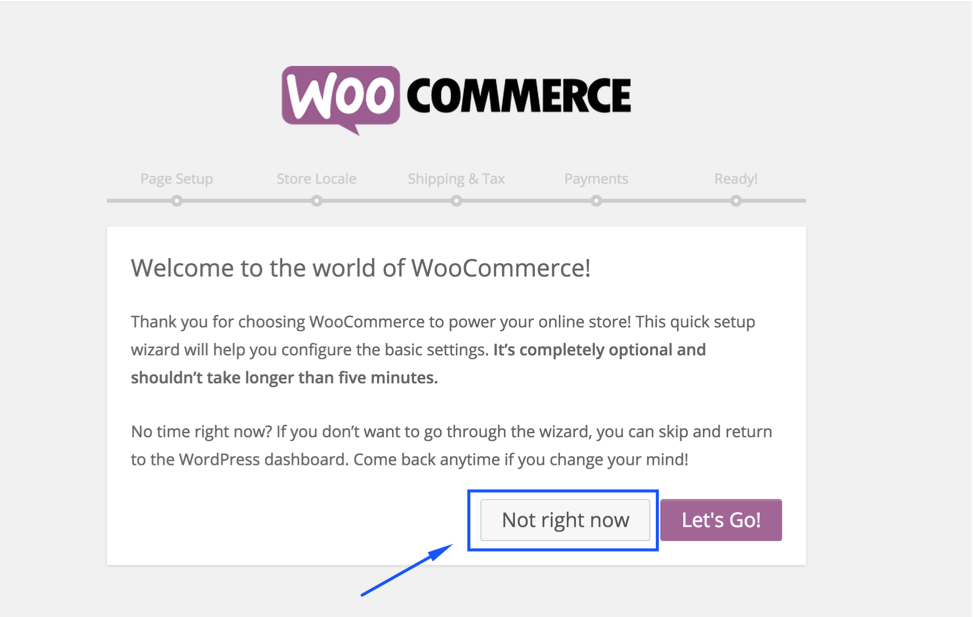 WOO COMMERCE
Page Setup Store Locale Shipping & Tax Payments Ready!
Welcome to the world of WooCommerce!
Thank you for choosing WooCommerce to power your online store! This quick setup
wizard will help you configure the basic settings. It’s completely optional and
shouldn’t take longer than five minutes.
No time right now? If you don’t want to go through the wizard, you can skip and return
to the WordPress dashboard. Come back anytime if you change your mind!
Not right now Let's Go!